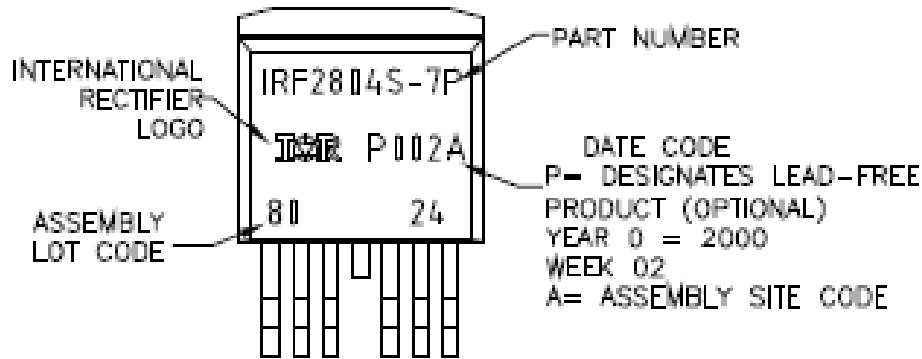 PART NUMBER
INTERNATIONAL
RECTIFIER
LOGO
IRF2804S-7P
IOR P002A
80 24
ASSEMBLY
LOT CODE
DATE CODE
P= DESIGNATES LEAD-FREE
PRODUCT (OPTIONAL)
YEAR 0 = 2000
WEEK 02
A= ASSEMBLY SITE CODE